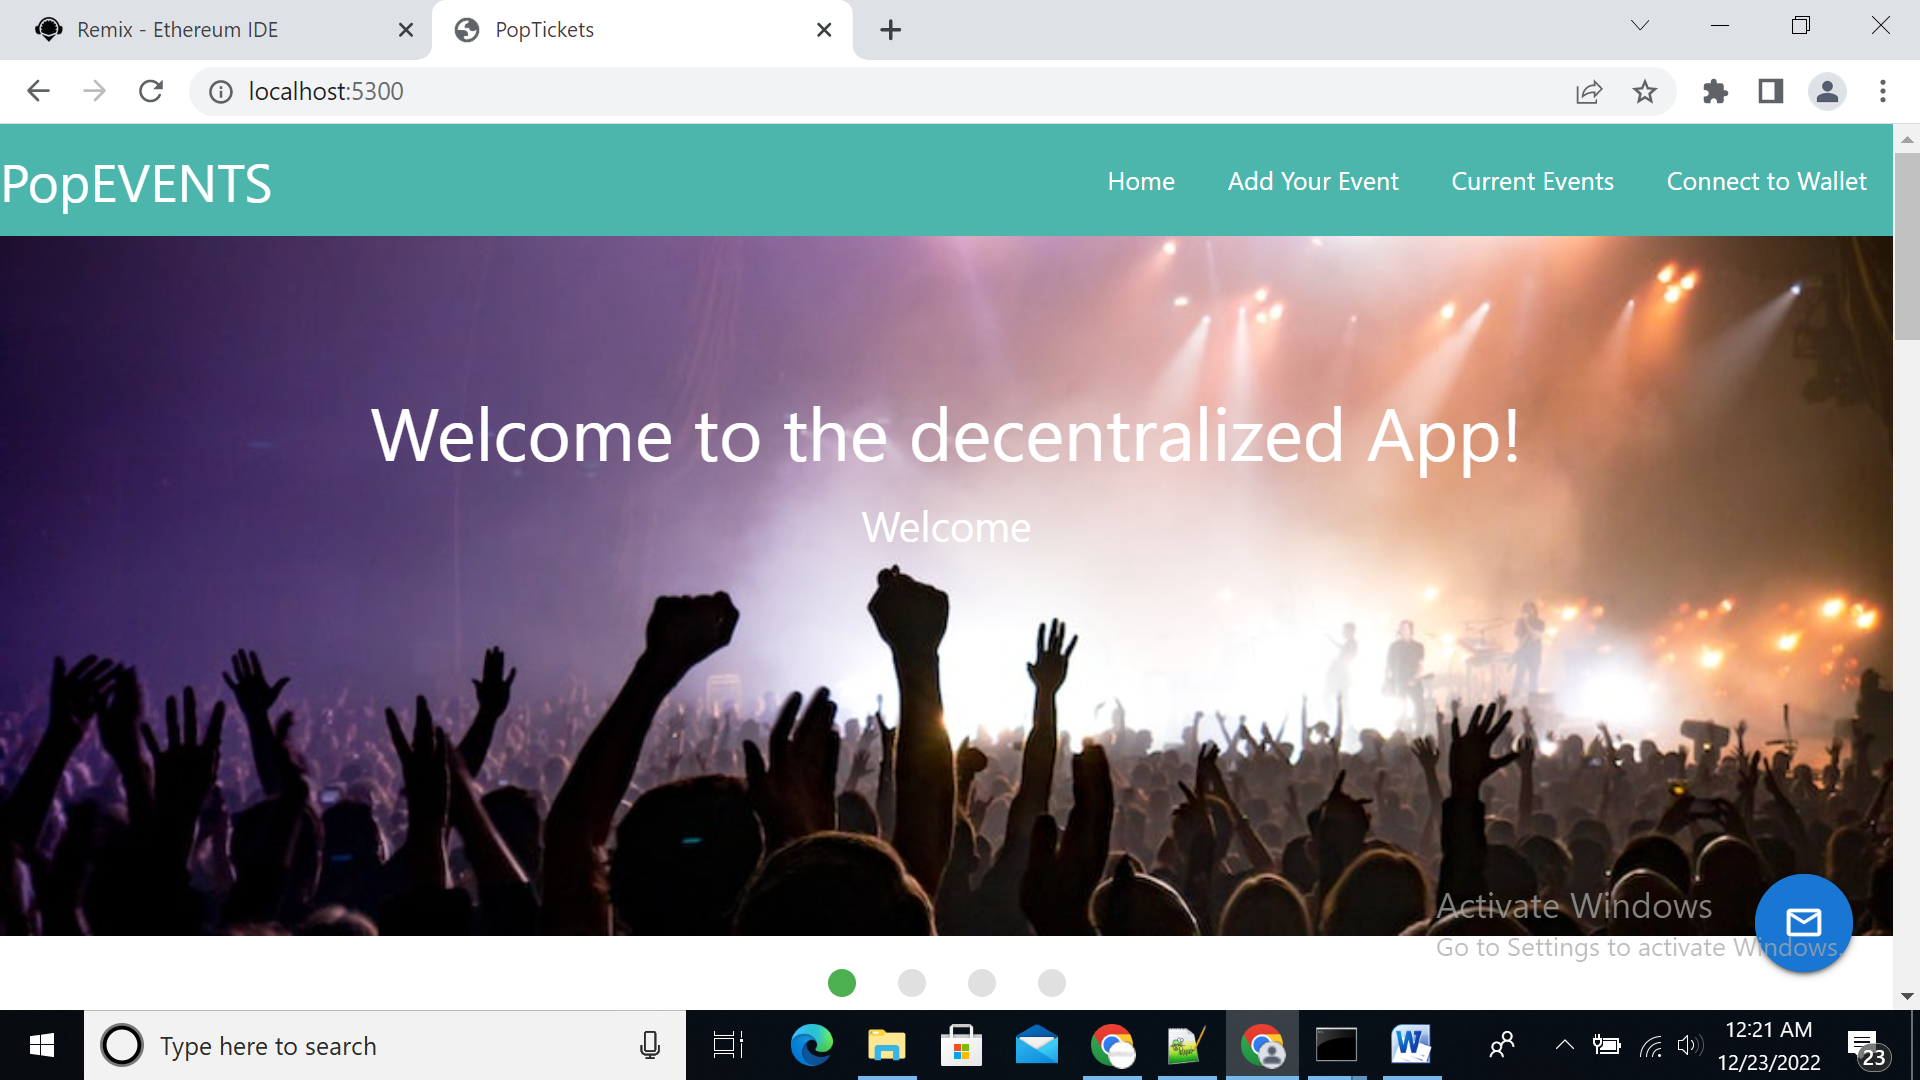 Remix - Ethereum IDE
PopTickets
localhost:5300
PopEVENTS
Home
Add Your Event
Current Events
Connect to Wallet
Welcome to the decentralized App!
Welcome
Activate Windows
Go to Settings to activate Windows.
Type here to search
12:21 AM
12/23/2022
23